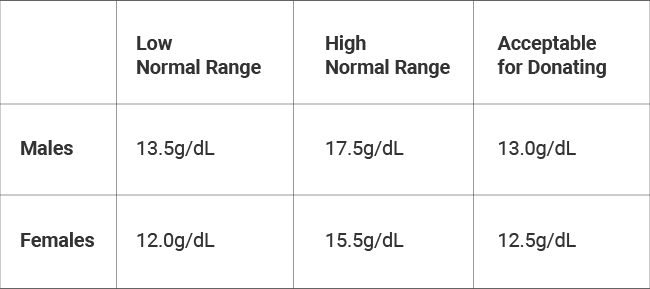 Low
Normal Range
High
Normal Range
Acceptable
for Donating
Males
13.5g/dL
17.5g/dL
13.0g/dL
Females
12.0g/dL
15.5g/dL
12.5g/dL